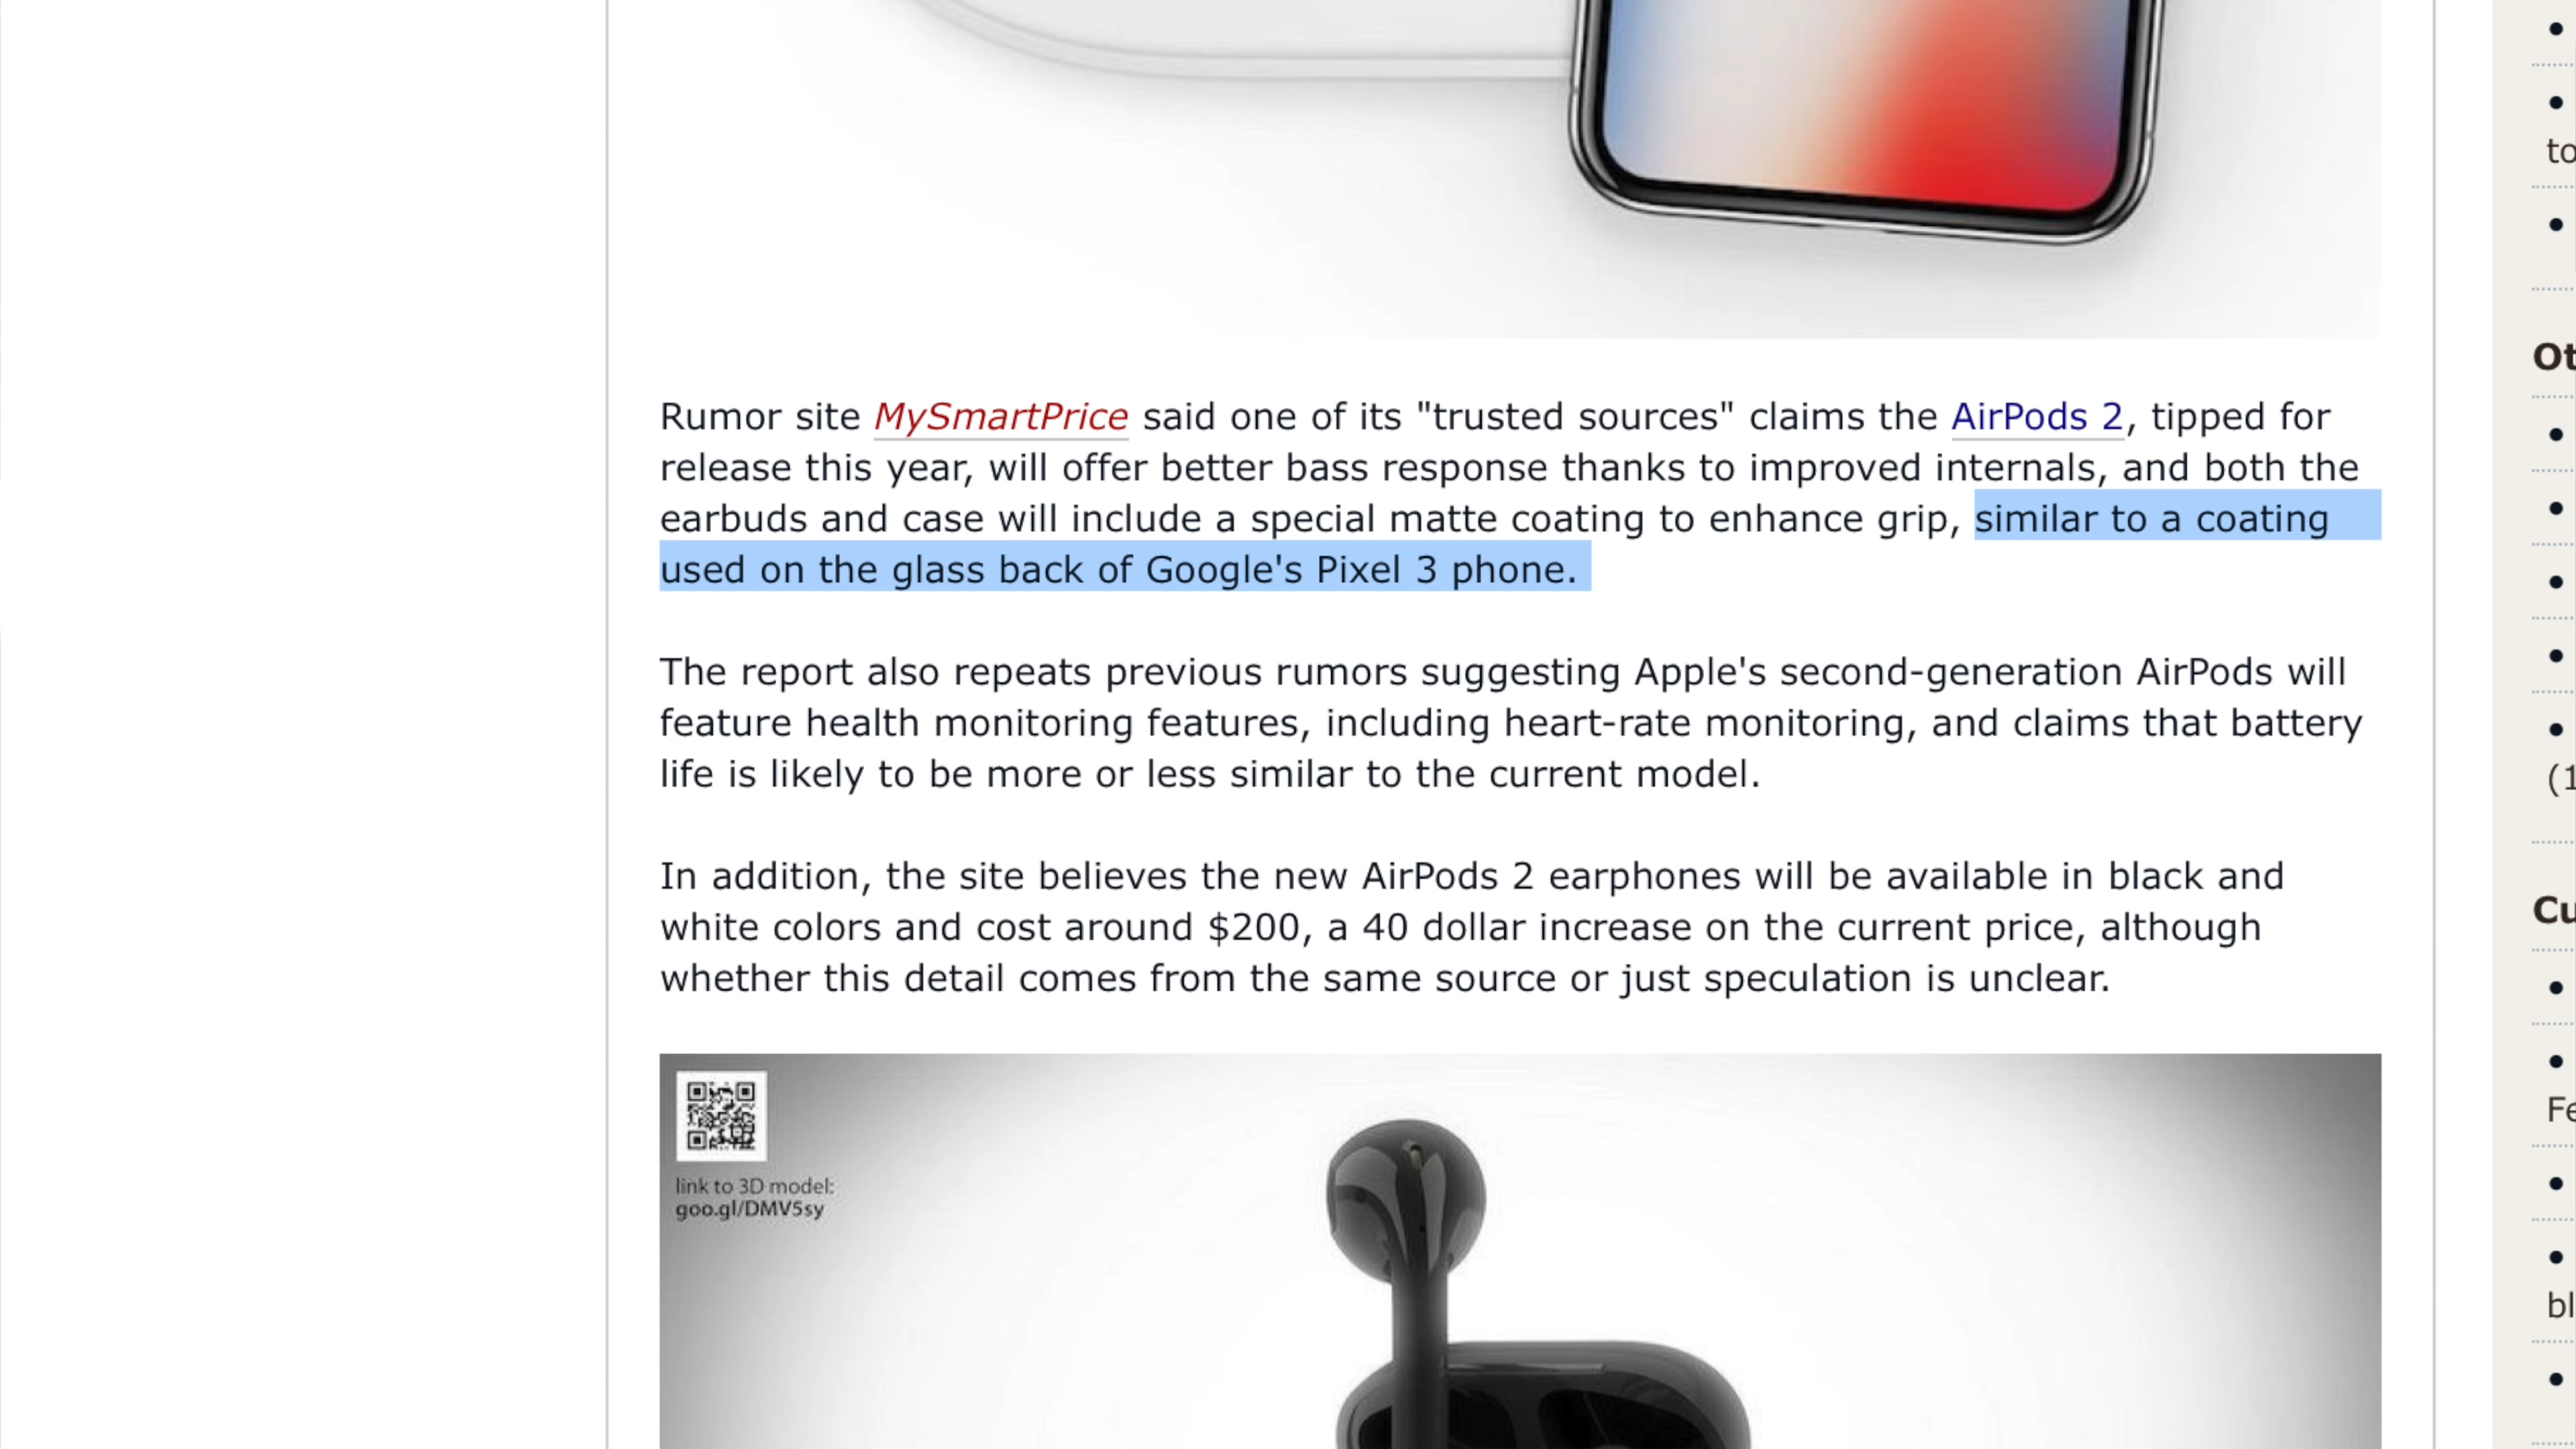 Rumor site MySmartPrice said one of its "trusted sources" claims the AirPods 2, tipped for
release this year, will offer better bass response thanks to improved internals, and both the
earbuds and case will include a special matte coating to enhance grip, similar to a coating
used on the glass back of Google's Pixel 3 phone.
The report also repeats previous rumors suggesting Apple's second-generation AirPods will
feature health monitoring features, including heart-rate monitoring, and claims that battery
life is likely to be more or less similar to the current model.
In addition, the site believes the new AirPods 2 earphones will be available in black and
white colors and cost around $200, a 40 dollar increase on the current price, although
whether this detail comes from the same source or just speculation is unclear.
link to 3D model:
goo.gl/DMV5sy
to
Ot
(1
Cu
Fe
bl